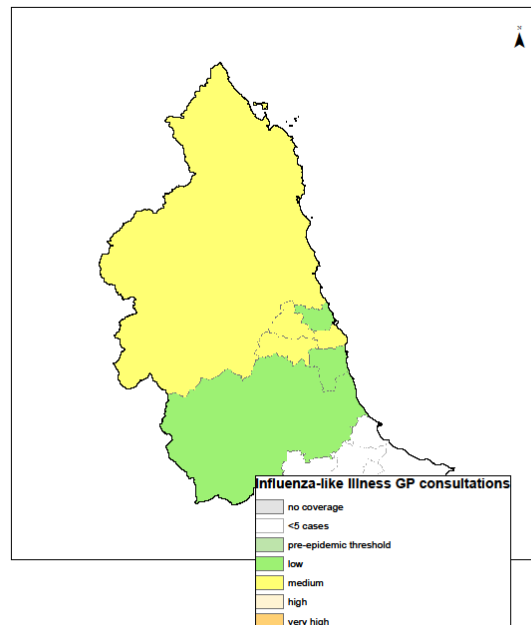 Influenza-like Illness GP consultations
no coverage
<5 cases
pre-epidemic threshold
low
medium
high
very high